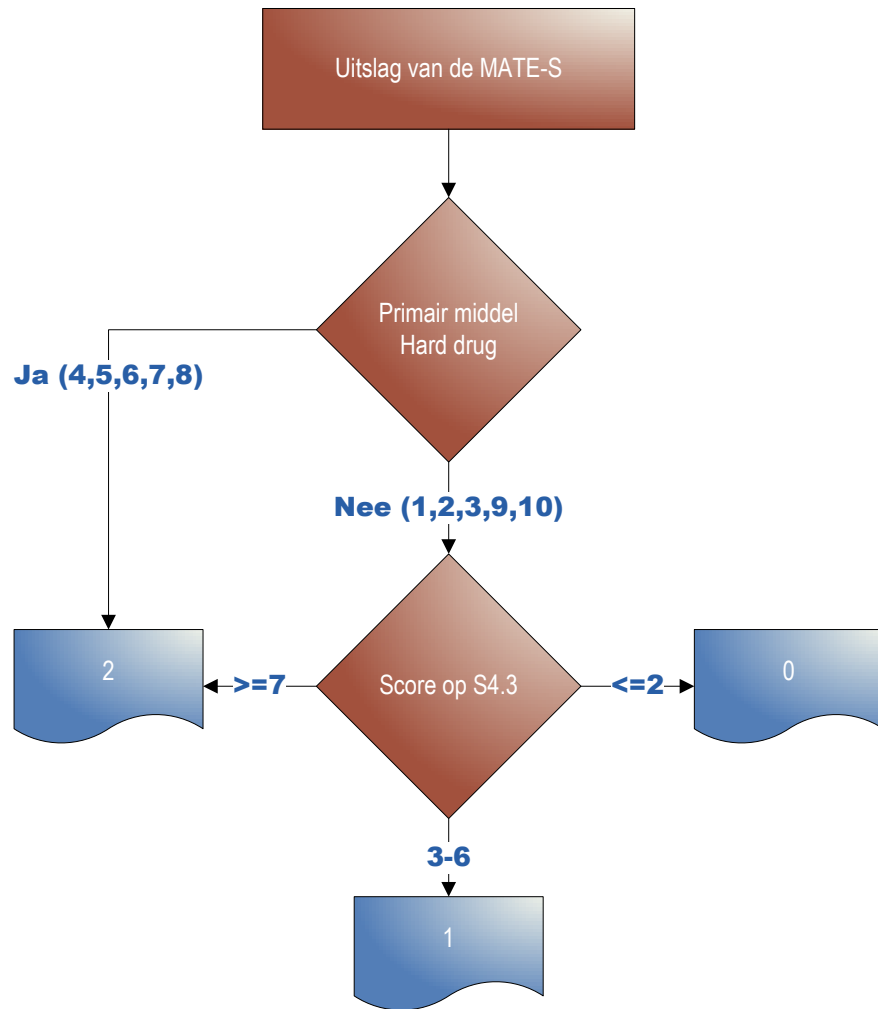 Uitslag van de MATE-S
Primair middel
Hard drug
Ja (4,5,6,7,8)
Nee (1,2,3,9,10)
2
>=7
Score op S4.3
<=2
0
3-6
1